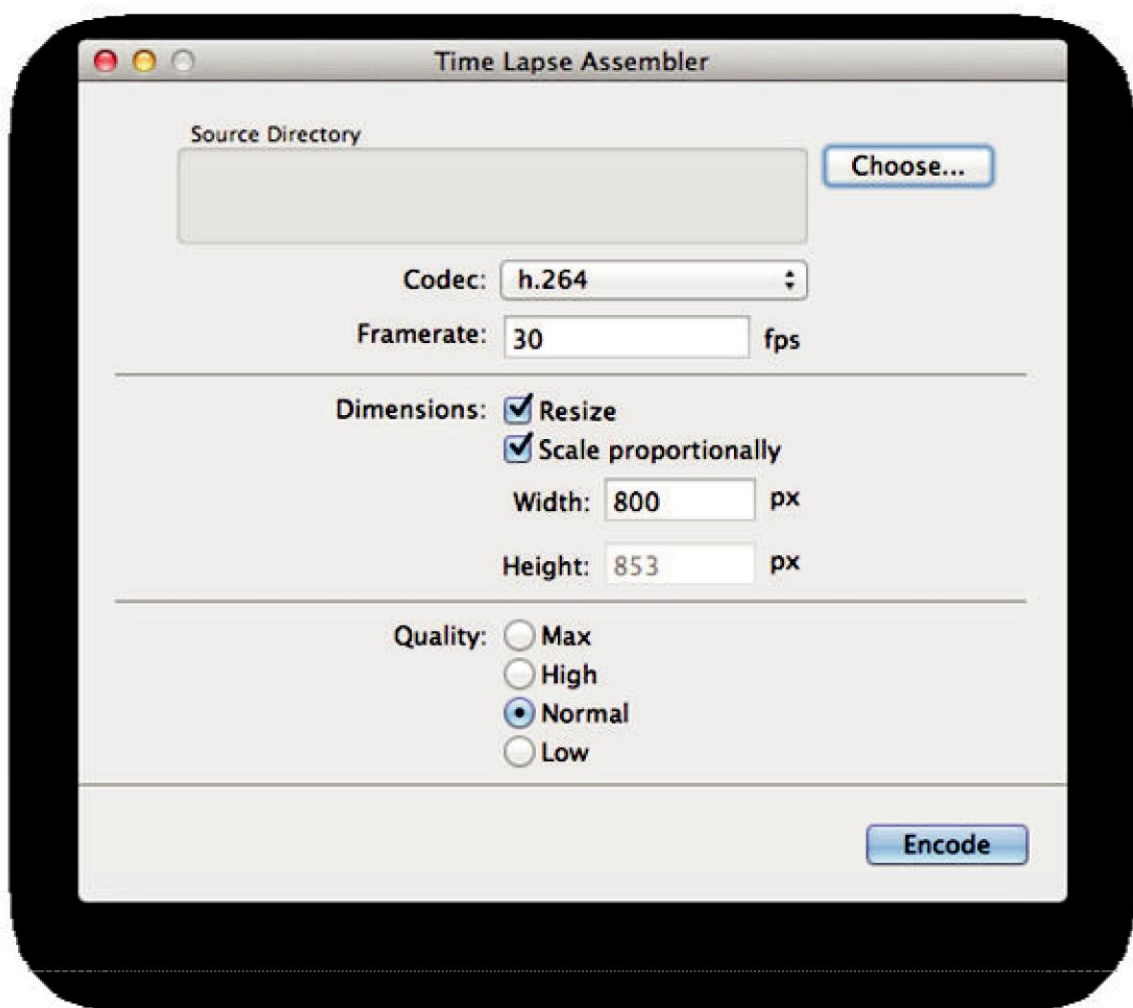 Time Lapse Assembler
Source Directory
Choose...
Codec: h.264
Framerate: 30 fps
Dimensions: Resize
Scale proportionally
Width: 800 px
Height: 853 px
Quality: Max
High
Normal
Low
Encode